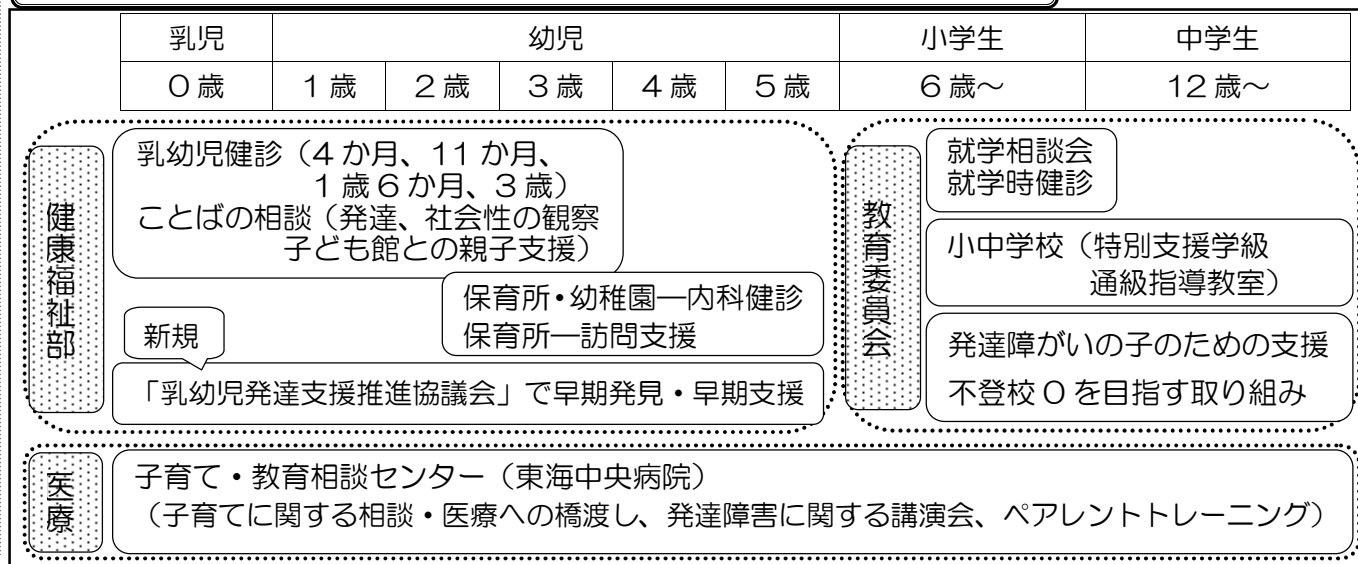 乳児 幼児 小学生 中学生
０歳 １歳 ２歳 ３歳 ４歳 ５歳 ６歳～ 12歳～
健康福祉部
乳幼児健診（４か月、11か月、
１歳６か月、３歳）
ことばの相談（発達、社会性の観察
子ども館との親子支援）
保育所・幼稚園―内科健診
保育所―訪問支援
新規
「乳幼児発達支援推進協議会」で早期発見・早期支援
教育委員会
就学相談会
就学時健診
小中学校（特別支援学級
通級指導教室）
発達障がいの子のための支援
不登校０を目指す取り組み
医療
子育て・教育相談センター（東海中央病院）
（子育てに関する相談・医療への橋渡し、発達障害に関する講演会、ペアレントトレーニング）